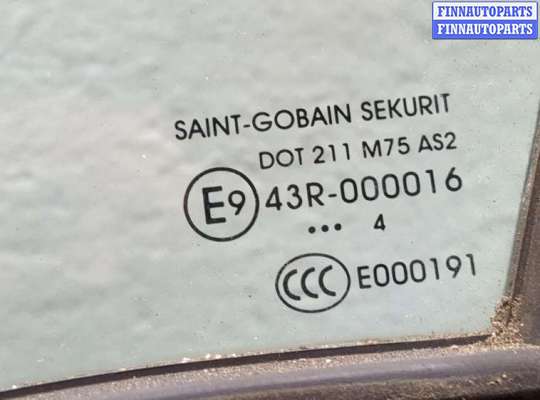 FINNAUTOPARTS
FINNAUTOPARTS
SAINT-GOBAIN SEKURIT
DOT 211 M75 AS2
E9 43R-000016
••• 4
CCC E000191